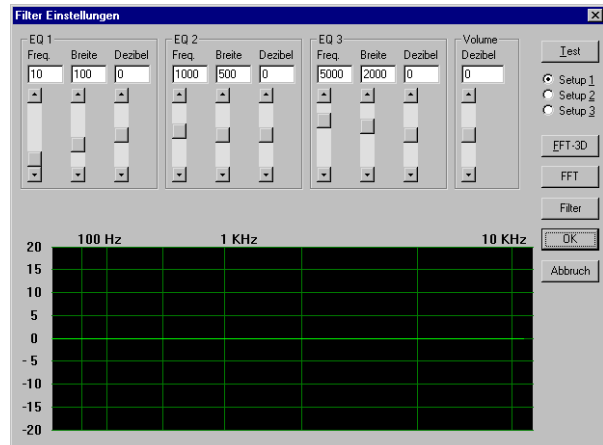 Filter Einstellungen
EQ 1
Freq. Breite Dezibel
10 100 0
EQ 2
Freq. Breite Dezibel
1000 500 0
EQ 3
Freq. Breite Dezibel
5000 2000 0
Volume
Dezibel
0
Test
Setup 1
Setup 2
Setup 3
FFT-3D
FFT
Filter
OK
Abbruch
100 Hz 1 KHz 10 KHz
20
15
10
5
0
- 5
-10
-15
-20